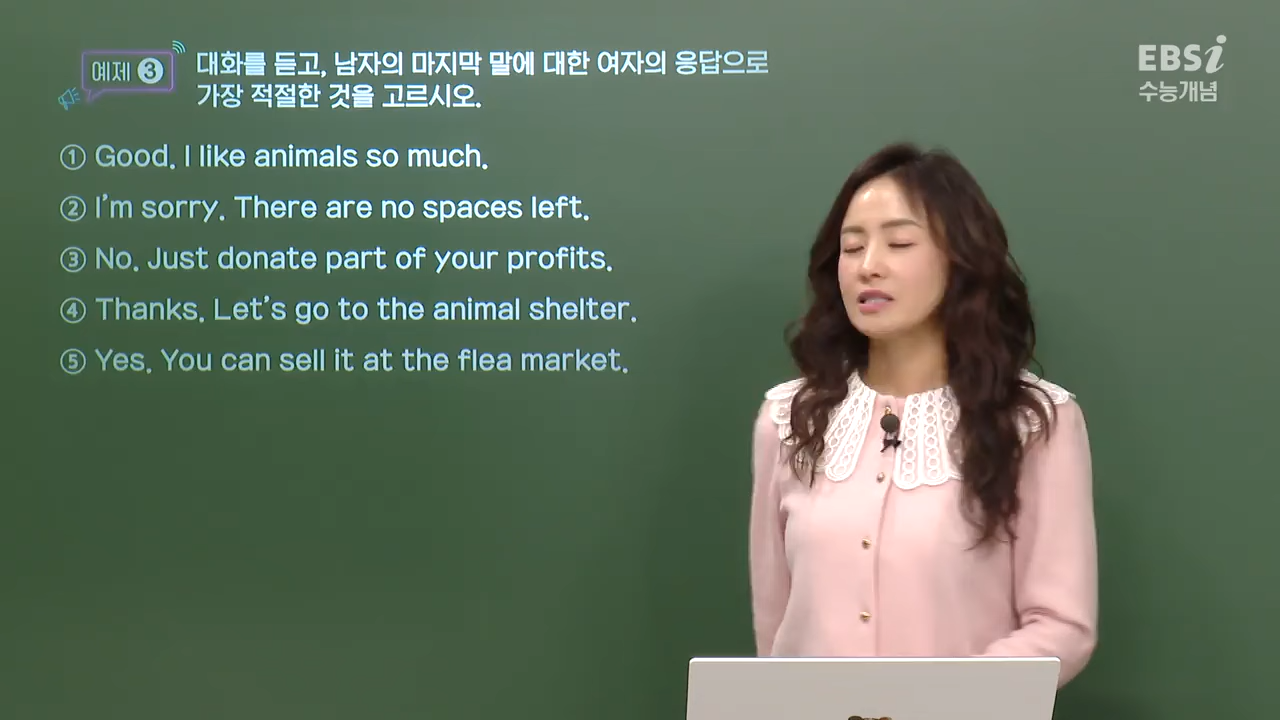 예제 3
대화를 듣고, 남자의 마지막 말에 대한 여자의 응답으로
가장 적절한 것을 고르시오.
EBSi
수능개념
① Good. I like animals so much.
② I'm sorry. There are no spaces left.
③ No. Just donate part of your profits.
④ Thanks. Let's go to the animal shelter.
⑤ Yes. You can sell it at the flea market.